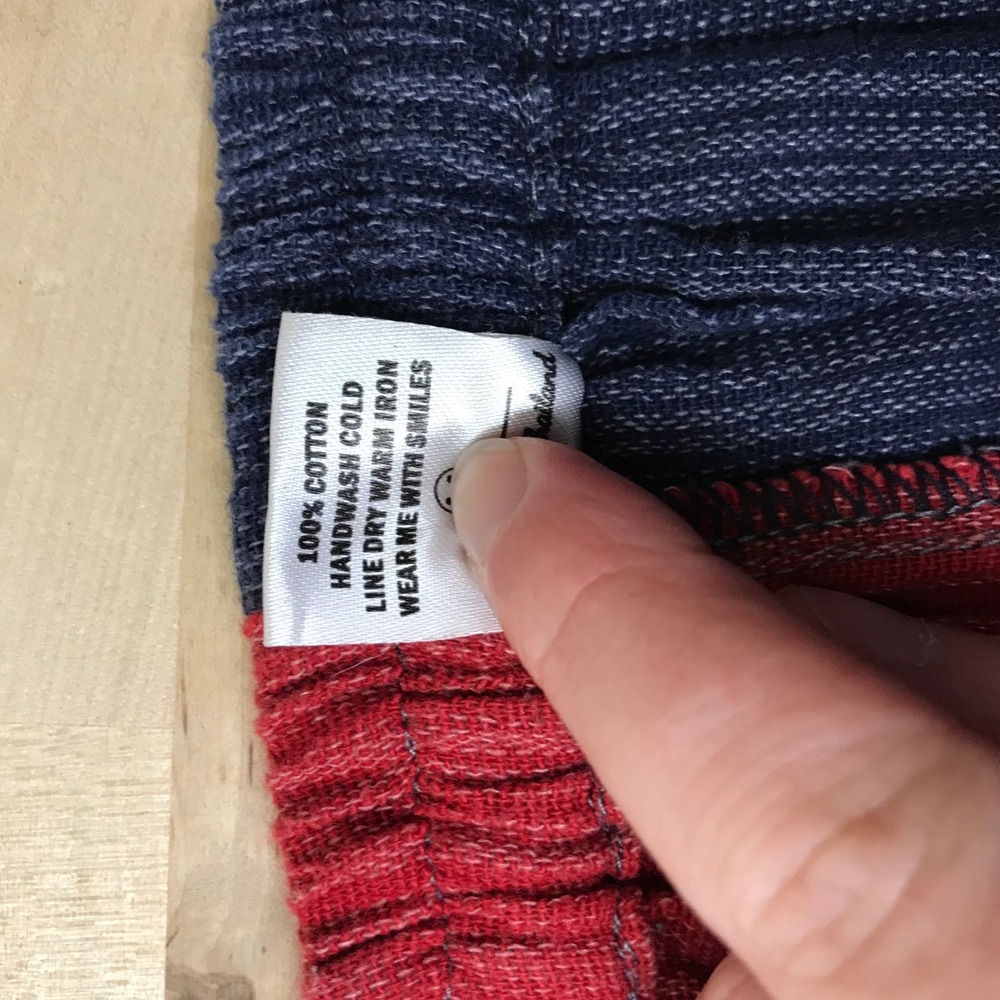 100% COTTON
HANDWASH COLD
LINE DRY WARM IRON
WEAR ME WITH SMILES